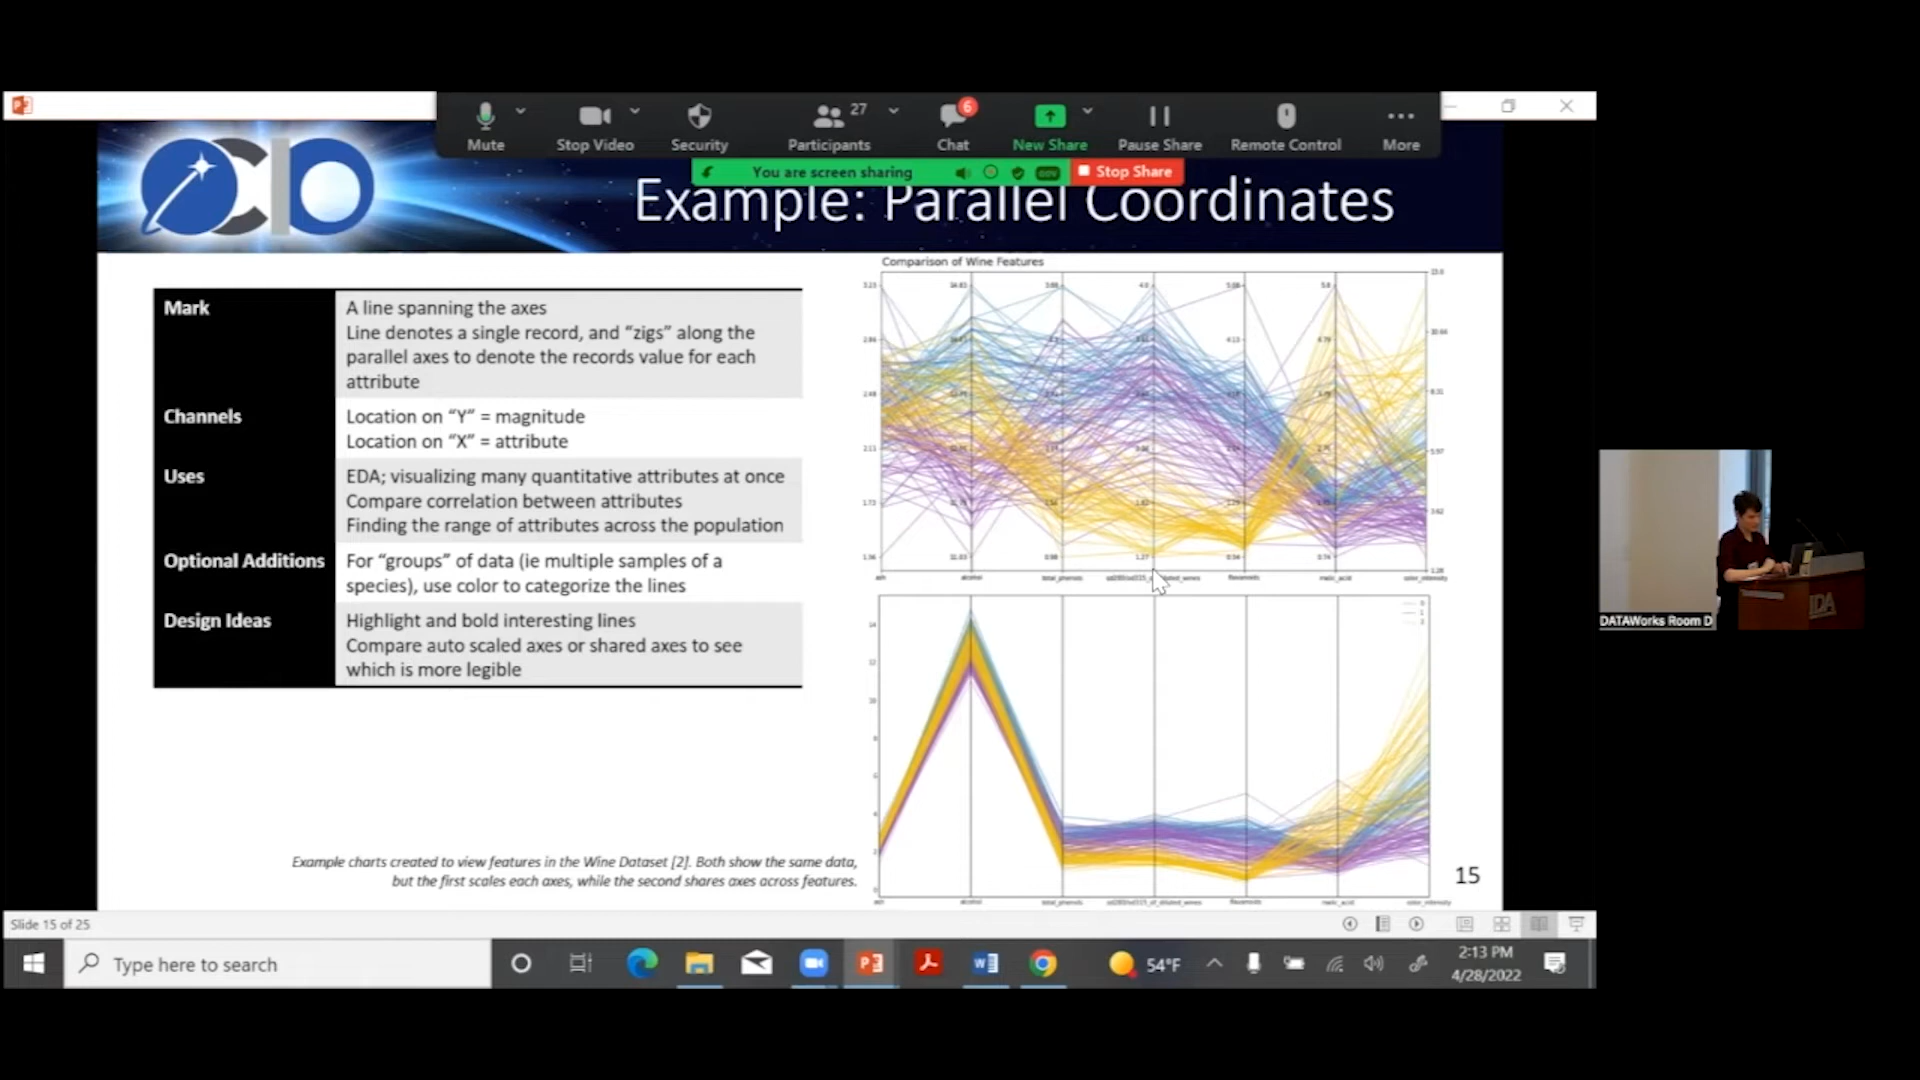 27
6
Mute
Stop Video
Security
Participants
Chat
New Share
Pause Share
Remote Control
More
You are screen sharing
Stop Share
Example: Parallel Coordinates
Mark
A line spanning the axes
Line denotes a single record, and “zigs” along the
parallel axes to denote the records value for each
attribute
Channels
Location on “Y” = magnitude
Location on “X” = attribute
Uses
EDA; visualizing many quantitative attributes at once
Compare correlation between attributes
Finding the range of attributes across the population
Optional Additions
For “groups” of data (ie multiple samples of a
species), use color to categorize the lines
Design Ideas
Highlight and bold interesting lines
Compare auto scaled axes or shared axes to see
which is more legible
Example charts created to view features in the Wine Dataset [2]. Both show the same data,
but the first scales each axes, while the second shares axes across features.
Comparison of Wine Features
15
DATAWorks Room D
IDA
Slide 15 of 25
Type here to search
54°F
2:13 PM
4/28/2022